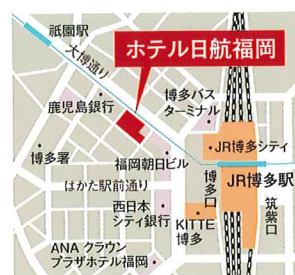 祇園駅
大博通り
ホテル日航福岡
鹿児島銀行
博多バス
ターミナル
・JR博多シティ
博多署
福岡朝日ビル
はかた駅前通り
博多口
JR博多駅
筑紫口
西日本
シティ銀行
KITTE
博多
ANA クラウン
プラザホテル福岡